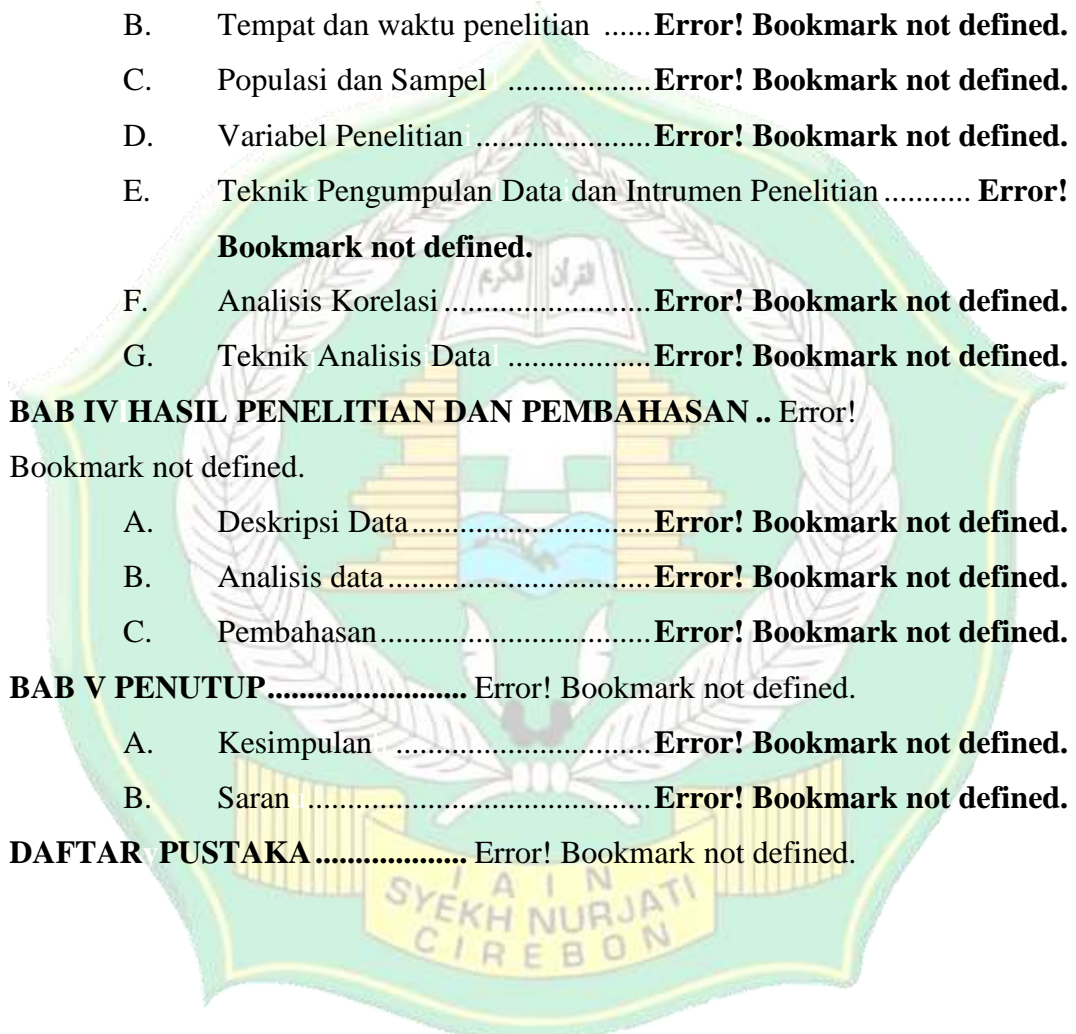 B. Tempat dan waktu penelitian ...... Error! Bookmark not defined.
C. Populasi dan Sampel .................. Error! Bookmark not defined.
D. Variabel Penelitian ...................... Error! Bookmark not defined.
E. Teknik Pengumpulan Data dan Intrumen Penelitian ........... Error!
Bookmark not defined.
القرآن الكريم
F. Analisis Korelasi .......................... Error! Bookmark not defined.
G. Teknik Analisis Data .................. Error! Bookmark not defined.
BAB IV HASIL PENELITIAN DAN PEMBAHASAN .. Error!
Bookmark not defined.
A. Deskripsi Data .............................. Error! Bookmark not defined.
B. Analisis data ................................. Error! Bookmark not defined.
C. Pembahasan .................................. Error! Bookmark not defined.
BAB V PENUTUP ......................... Error! Bookmark not defined.
A. Kesimpulan ................................ Error! Bookmark not defined.
B. Saran ........................................... Error! Bookmark not defined.
DAFTAR PUSTAKA ................... Error! Bookmark not defined.
IAIN
SYEKH NURJATI
CIREBON